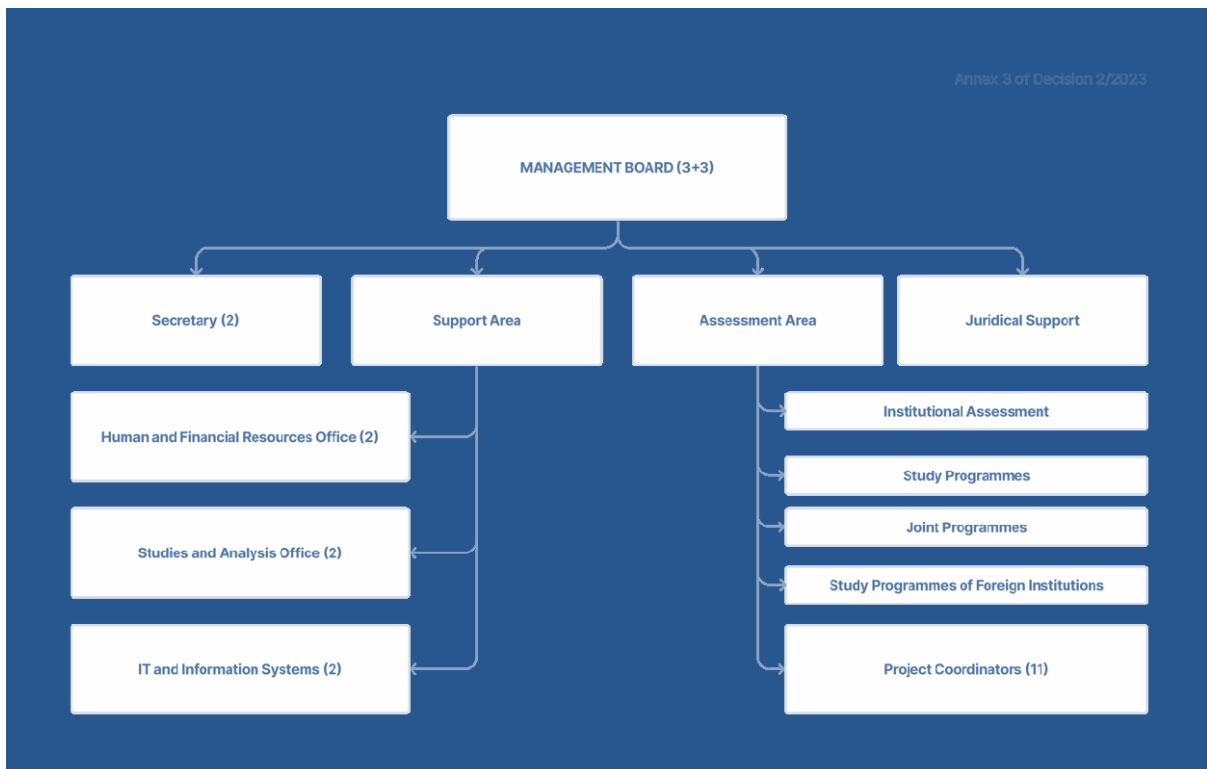 Annex 3 of Decision 2/2023
MANAGEMENT BOARD (3+3)
Secretary (2)
Support Area
Assessment Area
Juridical Support
Human and Financial Resources Office (2)
Studies and Analysis Office (2)
IT and Information Systems (2)
Institutional Assessment
Study Programmes
Joint Programmes
Study Programmes of Foreign Institutions
Project Coordinators (11)